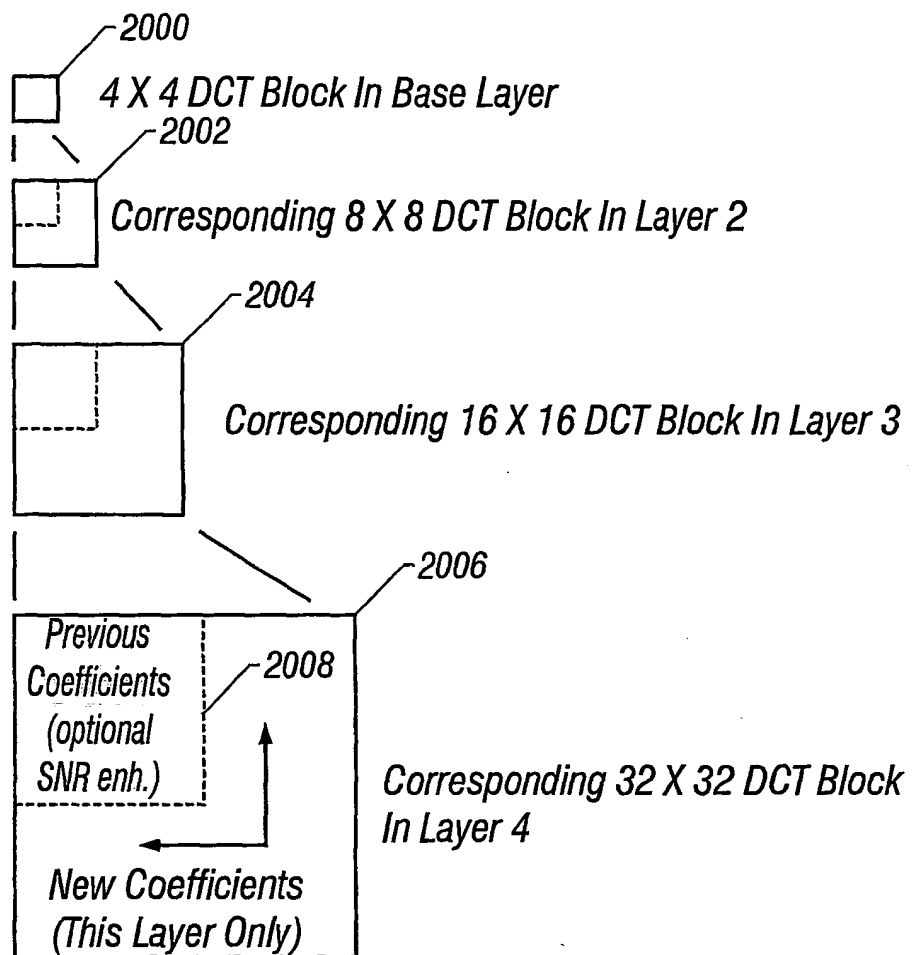 2000
4 X 4 DCT Block In Base Layer
2002
Corresponding 8 X 8 DCT Block In Layer 2
2004
Corresponding 16 X 16 DCT Block In Layer 3
2006
Previous
Coefficients
(optional
SNR enh.)
2008
Corresponding 32 X 32 DCT Block
In Layer 4
New Coefficients
(This Layer Only)